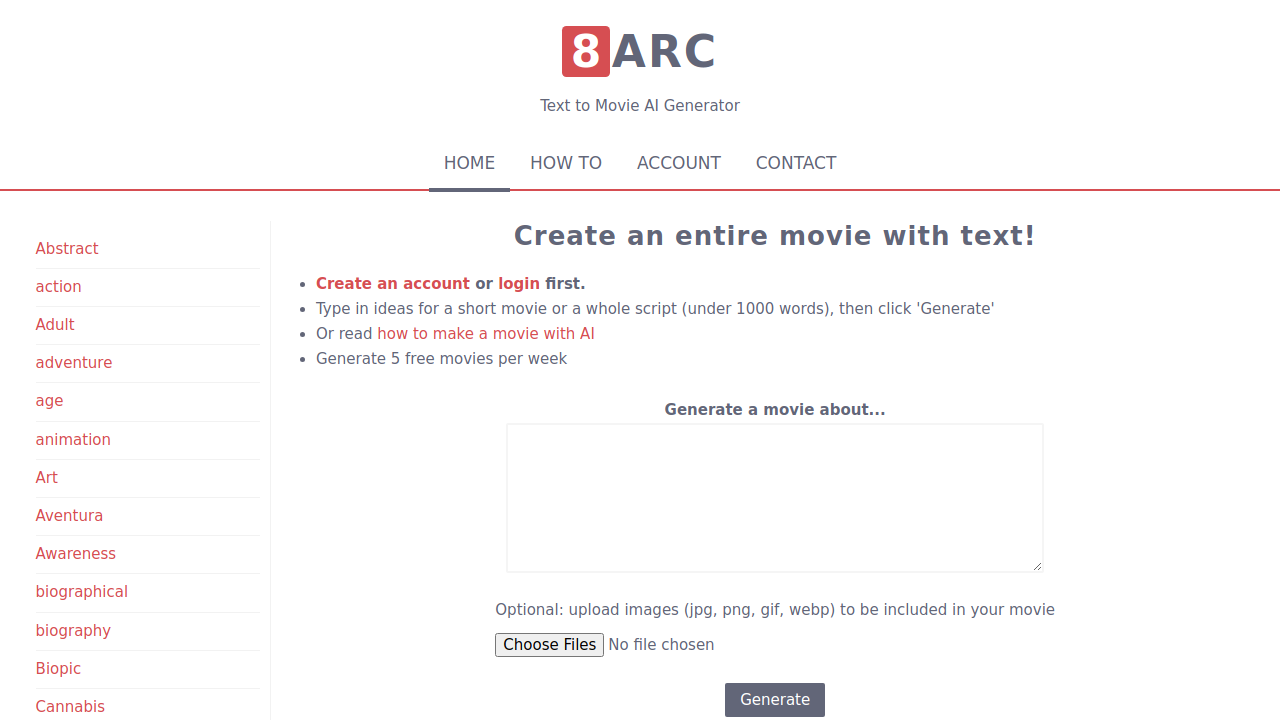 8ARC
Text to Movie AI Generator
HOME HOW TO ACCOUNT CONTACT
Abstract
action
Adult
adventure
age
animation
Art
Aventura
Awareness
biographical
biography
Biopic
Cannabis
Create an entire movie with text!
Create an account or login first.
Type in ideas for a short movie or a whole script (under 1000 words), then click 'Generate'
Or read how to make a movie with AI
Generate 5 free movies per week
Generate a movie about...
Optional: upload images (jpg, png, gif, webp) to be included in your movie
Choose Files No file chosen
Generate